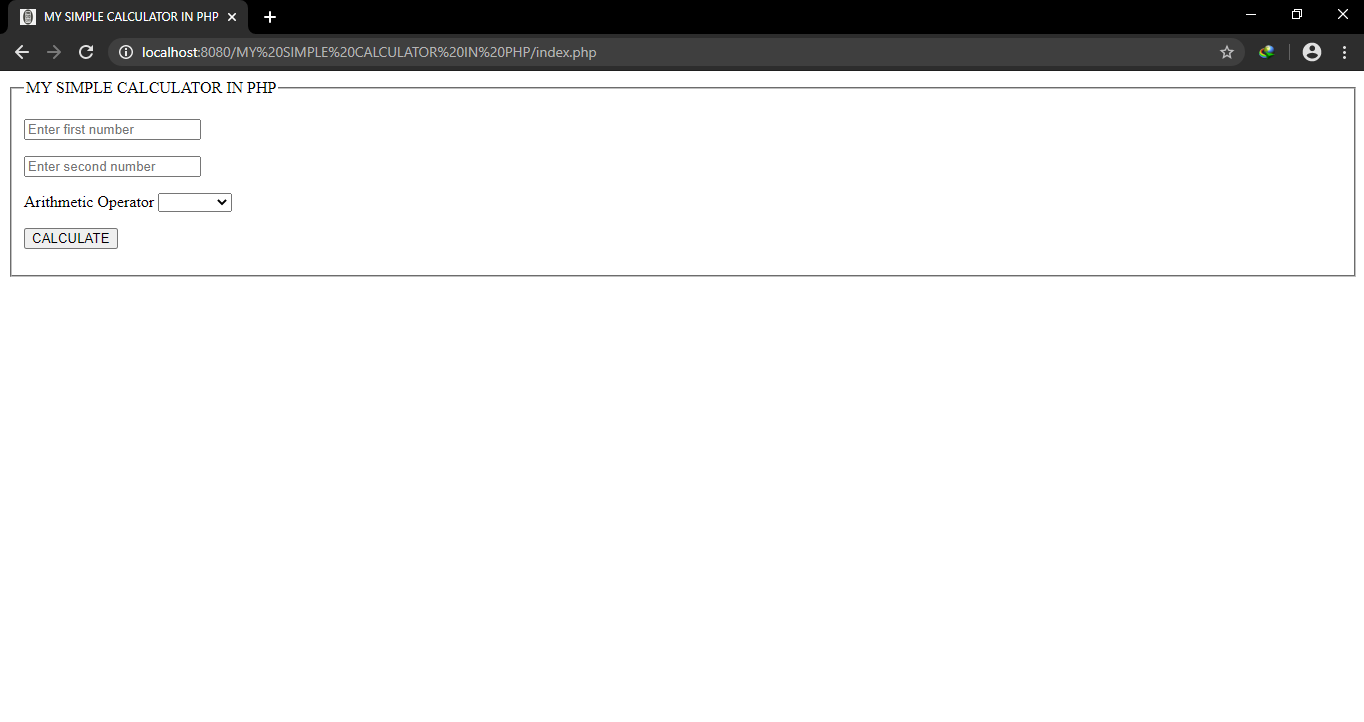 MY SIMPLE CALCULATOR IN PHP
localhost:8080/MY%20SIMPLE%20CALCULATOR%20IN%20PHP/index.php
MY SIMPLE CALCULATOR IN PHP
Enter first number
Enter second number
Arithmetic Operator
CALCULATE